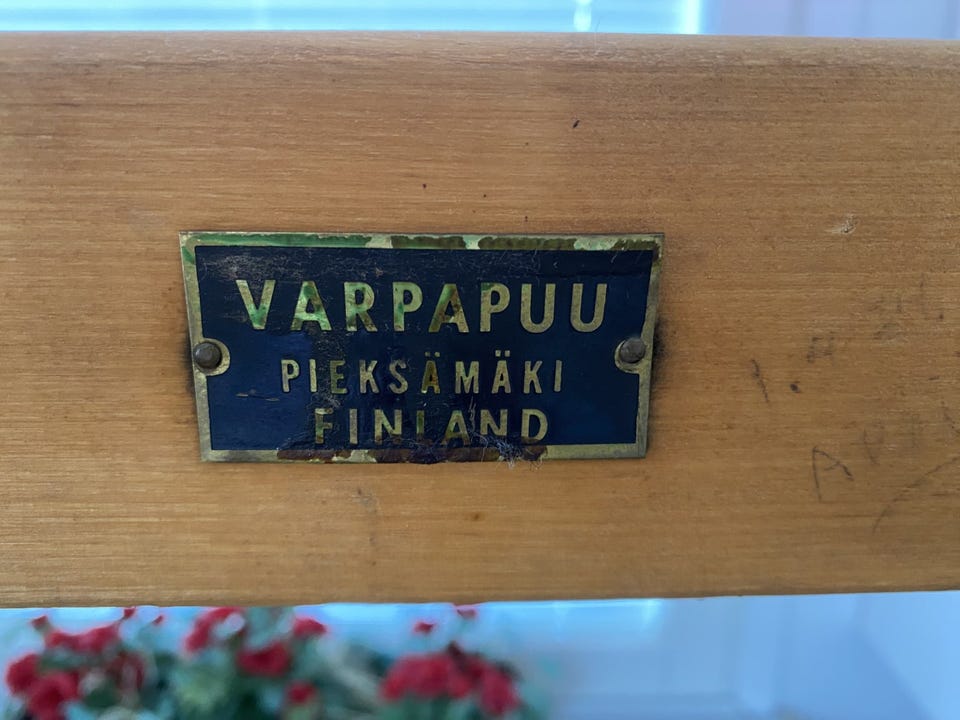 VARPAPUU
PIEKSÄMÄKI
FINLAND